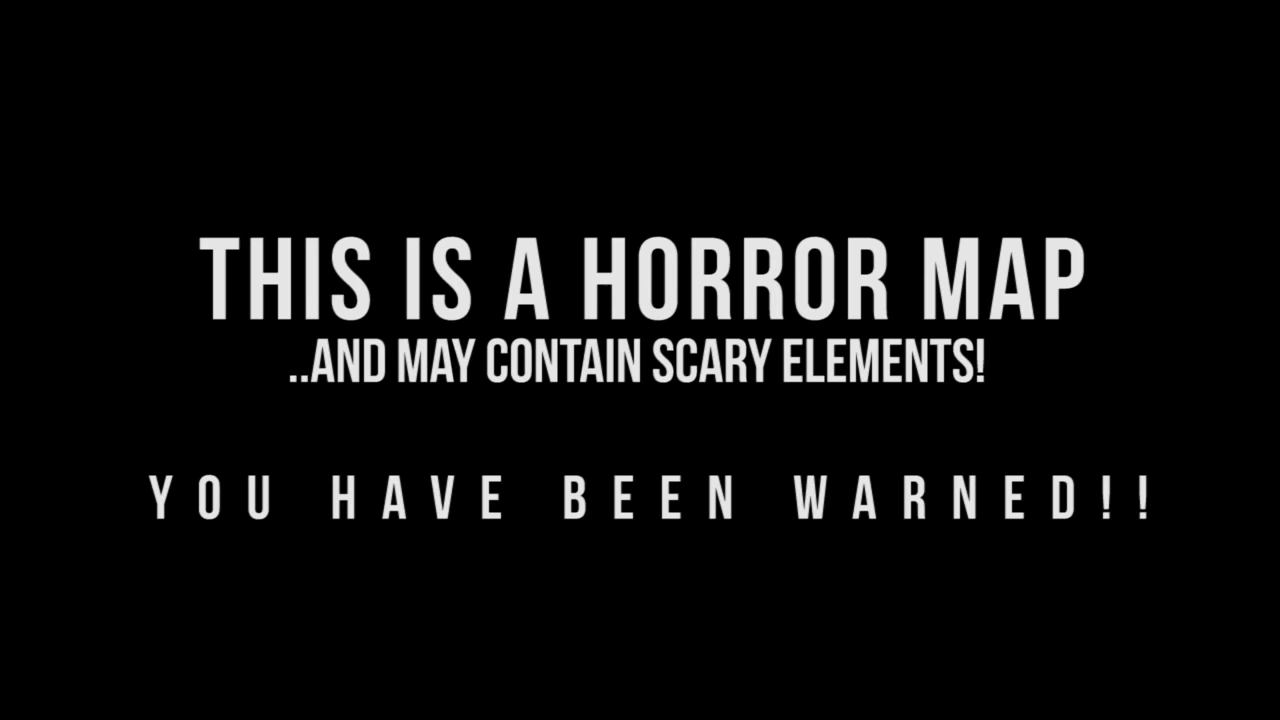 THIS IS A HORROR MAP
..AND MAY CONTAIN SCARY ELEMENTS!
YOU HAVE BEEN WARNED!!